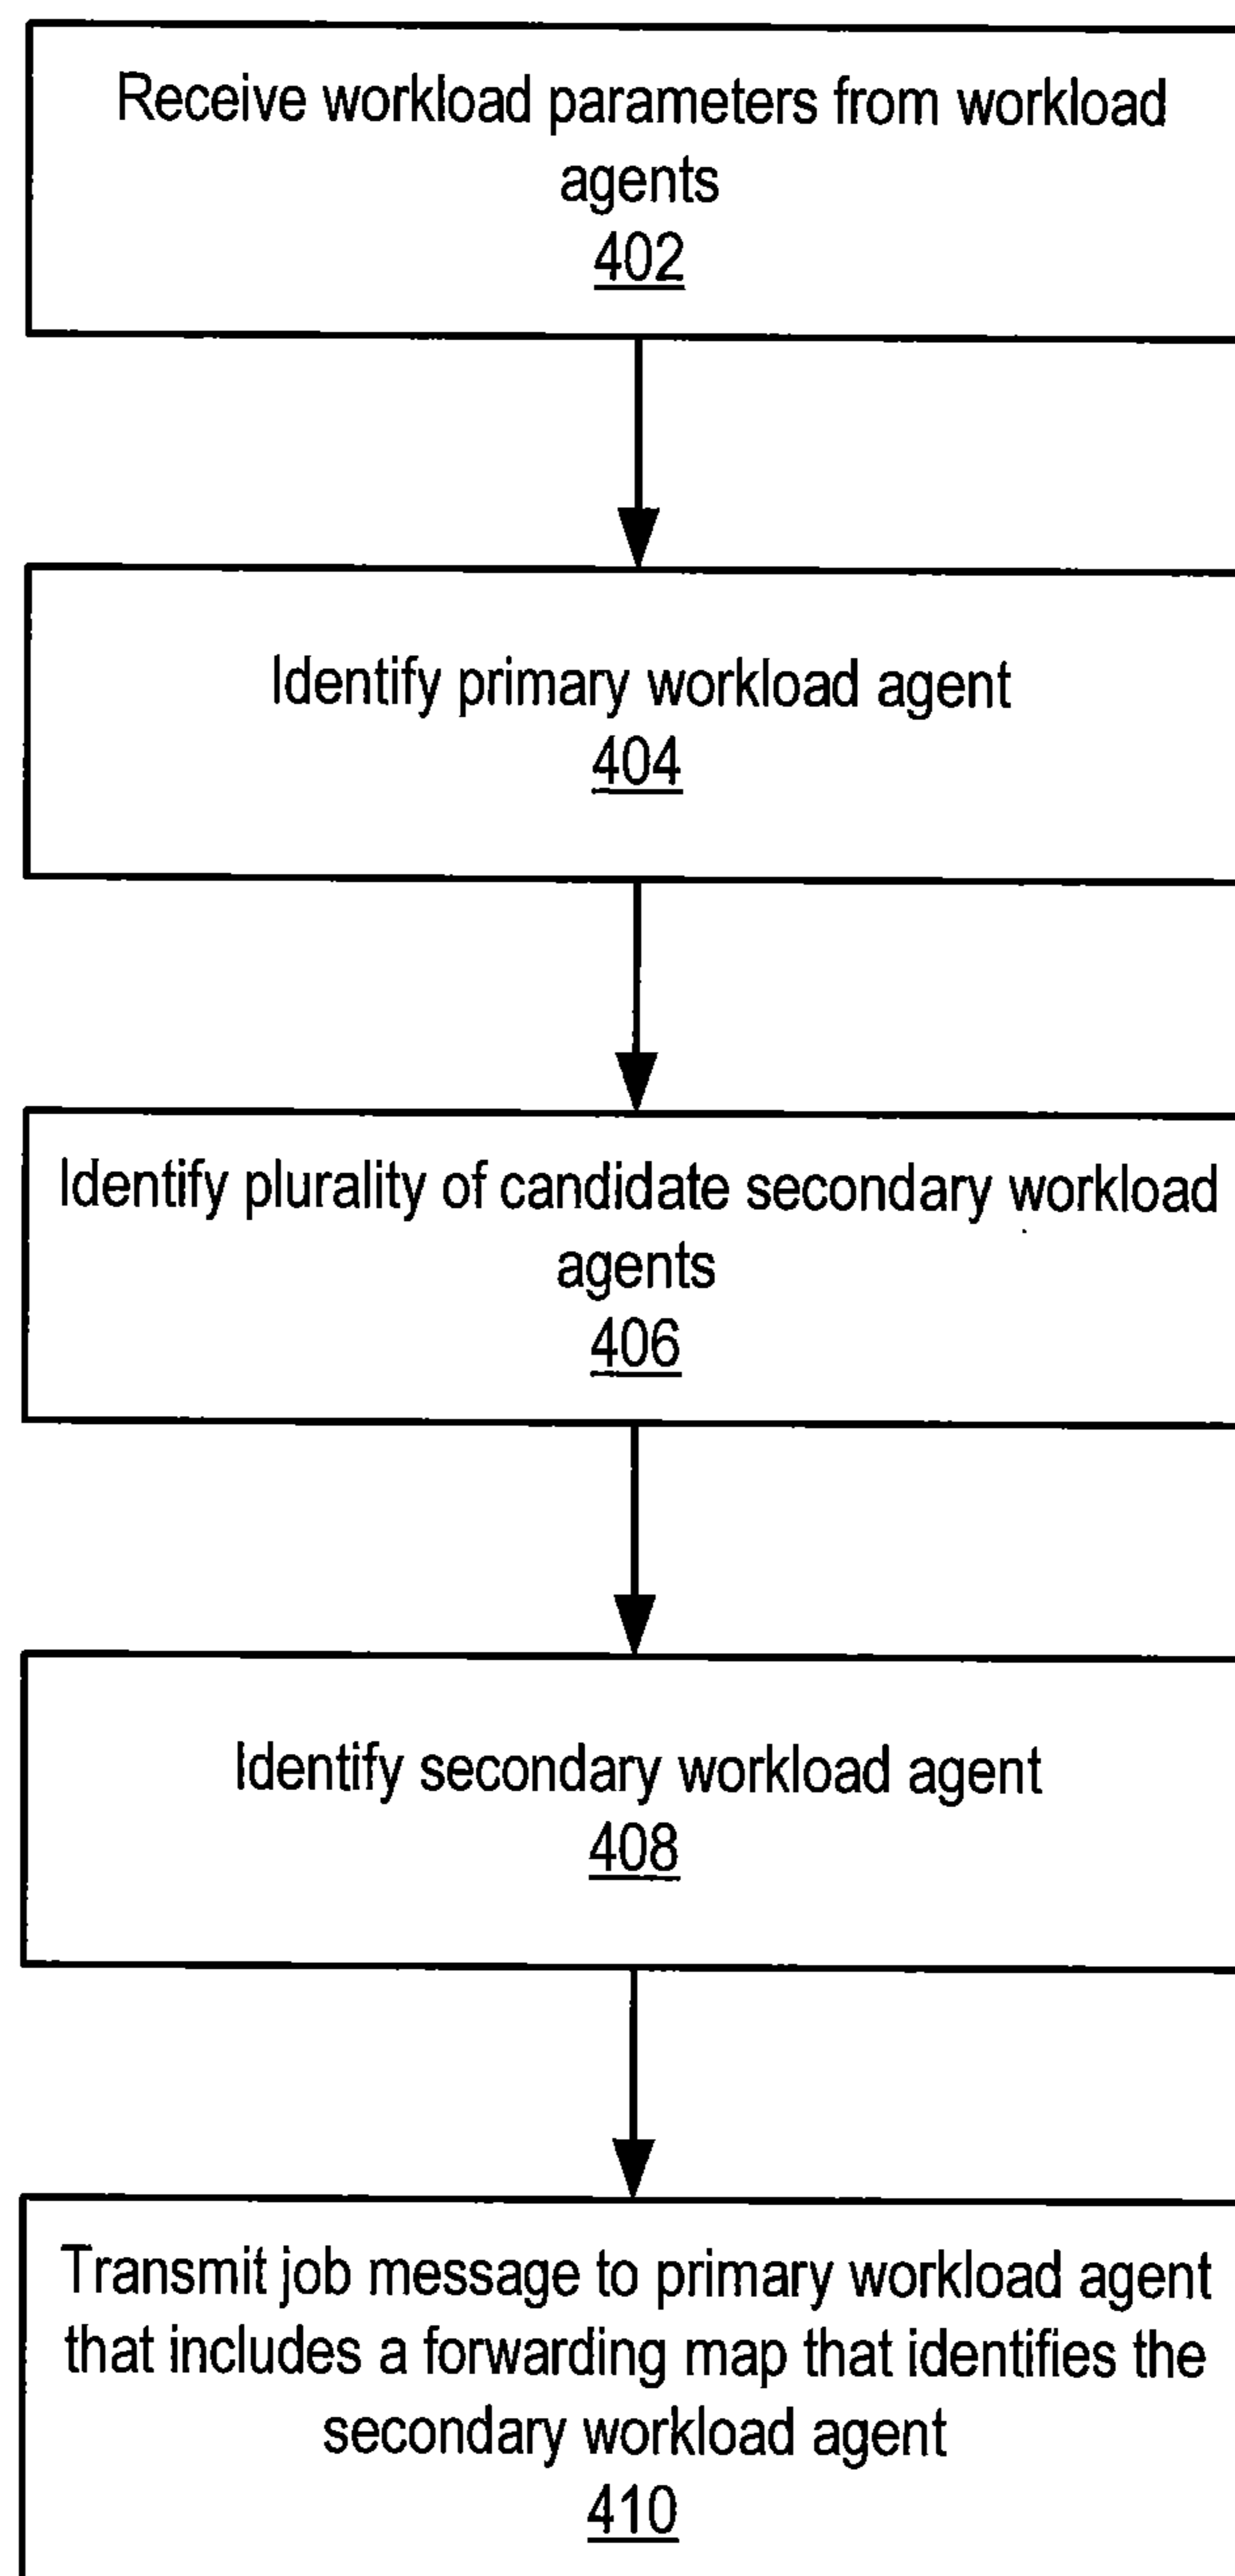 Receive workload parameters from workload
agents
402
Identify primary workload agent
404
Identify plurality of candidate secondary workload
agents
406
Identify secondary workload agent
408
Transmit job message to primary workload agent
that includes a forwarding map that identifies the
secondary workload agent
410